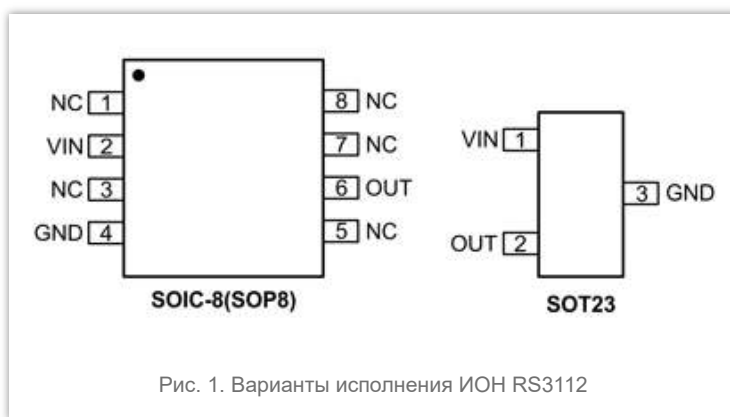 NC 1
VIN 2
NC 3
GND 4
8 NC
7 NC
6 OUT
5 NC
SOIC-8(SOP8)
VIN 1
OUT 2
3 GND
SOT23
Рис. 1. Варианты исполнения ИОН RS3112